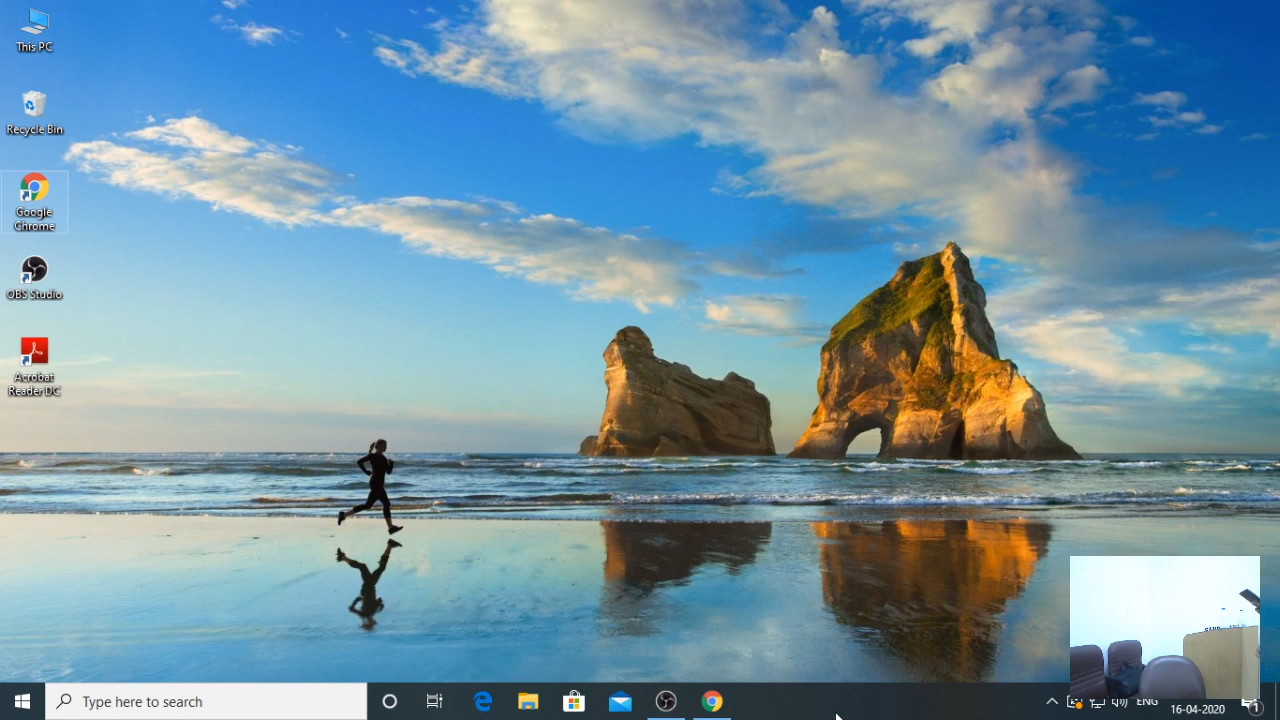 This PC
Recycle Bin
Google
Chrome
OBS Studio
Acrobat
Reader DC
Type here to search
ENG
16-04-2020
1